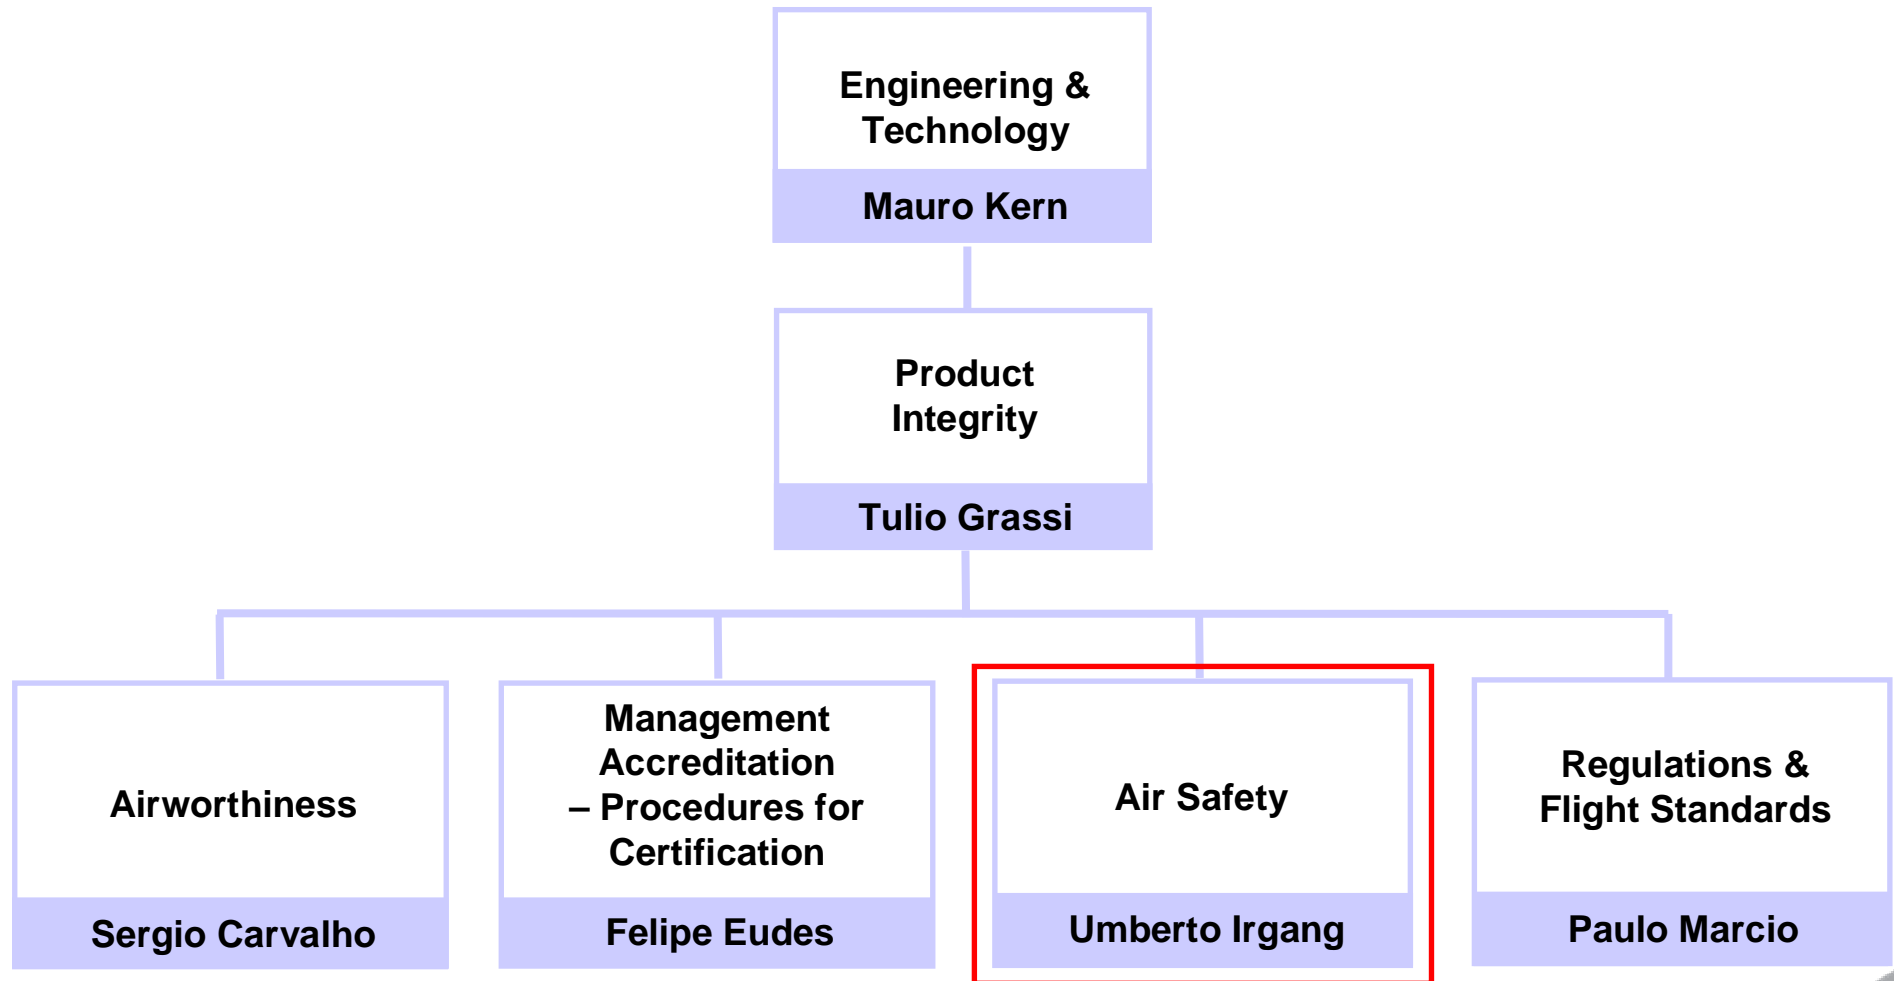 Engineering &
Technology
Mauro Kern
Product
Integrity
Tulio Grassi
Airworthiness
Sergio Carvalho
Management
Accreditation
– Procedures for
Certification
Felipe Eudes
Air Safety
Umberto Irgang
Regulations &
Flight Standards
Paulo Marcio